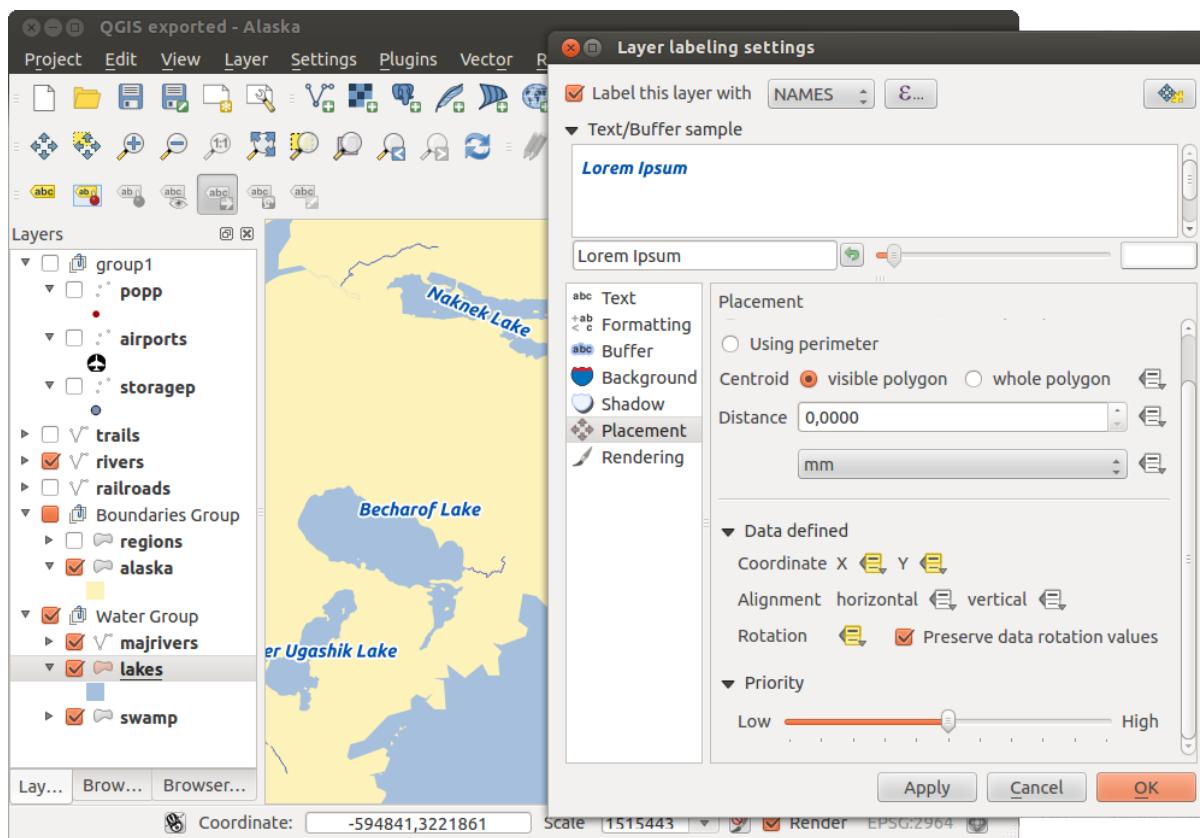 QGIS exported - Alaska
Project Edit View Layer Settings Plugins Vector
Layers
group1
popp
airports
storagep
trails
rivers
railroads
Boundaries Group
regions
alaska
Water Group
majrivers
lakes
swamp
Lay... Brow... Browser...
Naknek Lake
Becharof Lake
er Ugashik Lake
Coordinate: -594841,3221861 Scale 1515443 Render EPSG:2964
Layer labeling settings
Label this layer with NAMES ε...
Text/Buffer sample
Lorem Ipsum
Lorem Ipsum
Text
Formatting
Buffer
Background
Shadow
Placement
Rendering
Placement
Using perimeter
Centroid visible polygon whole polygon
Distance 0,0000
mm
Data defined
Coordinate X Y
Alignment horizontal vertical
Rotation Preserve data rotation values
Priority
Low High
Apply Cancel OK